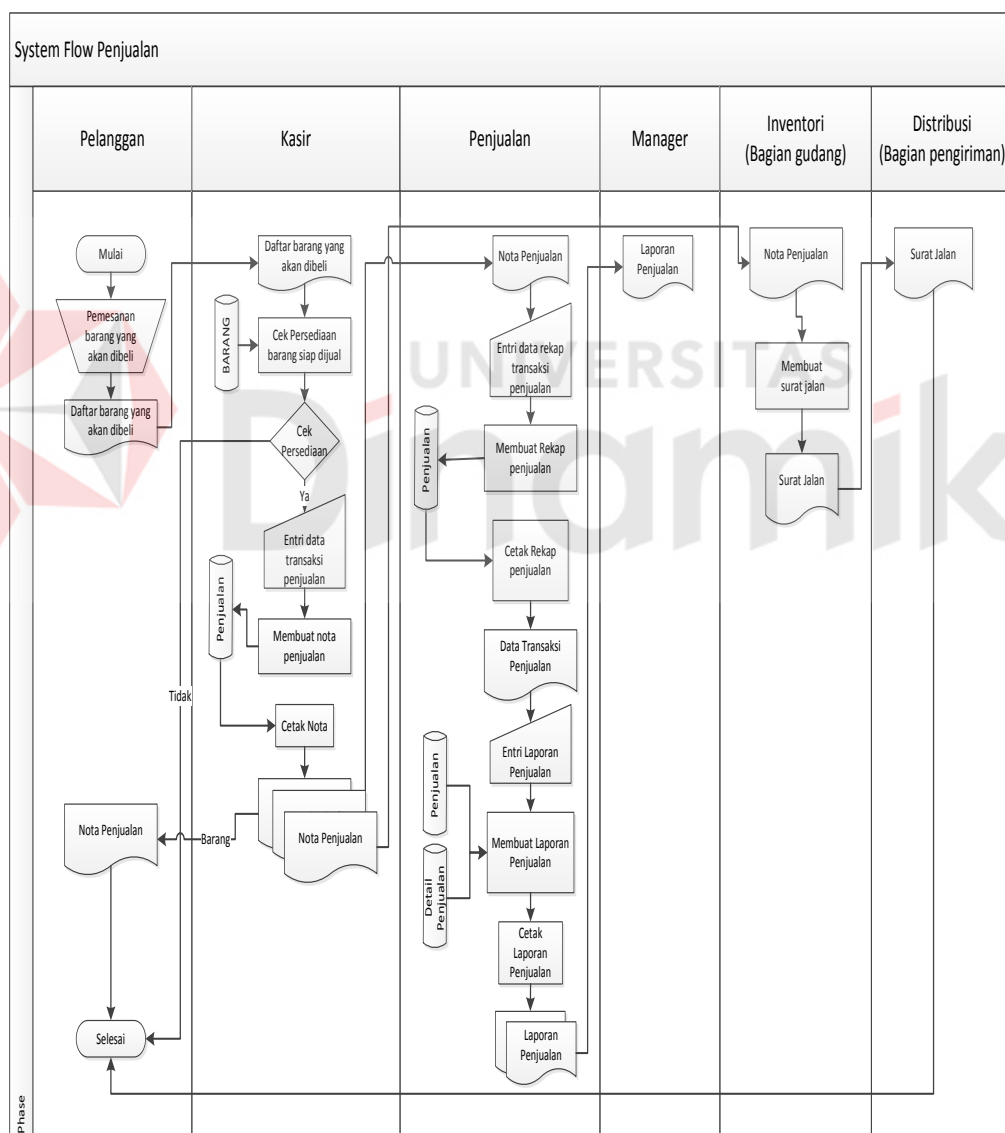 System Flow Penjualan
Phase
Pelanggan
Kasir
Penjualan
Manager
Inventori
(Bagian gudang)
Distribusi
(Bagian pengiriman)
UNIVERSITAS
Dinamika
Mulai
Pemesanan
barang yang
akan dibeli
Daftar barang yang
akan dibeli
Nota Penjualan
Selesai
Daftar barang yang
akan dibeli
BARANG
Cek Persediaan
barang siap dijual
Cek
Persediaan
Ya
Tidak
Entri data
transaksi
penjualan
Penjualan
Membuat nota
penjualan
Cetak Nota
Nota Penjualan
Barang
Nota Penjualan
Entri data rekap
transaksi
penjualan
Penjualan
Membuat Rekap
penjualan
Cetak Rekap
penjualan
Data Transaksi
Penjualan
Entri Laporan
Penjualan
Penjualan
Detail
Penjualan
Membuat Laporan
Penjualan
Cetak
Laporan
Penjualan
Laporan
Penjualan
Laporan
Penjualan
Nota Penjualan
Membuat
surat jalan
Surat Jalan
Surat Jalan